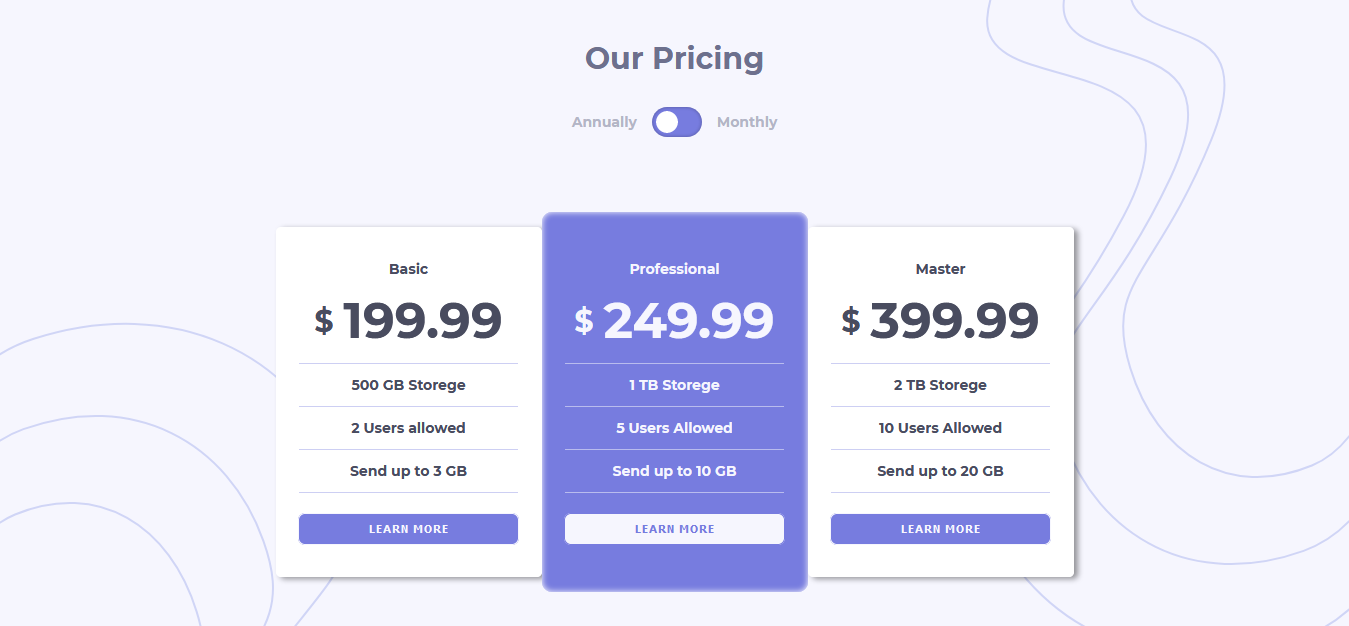 Our Pricing
Annually Monthly
Basic
$ 199.99
500 GB Storege
2 Users allowed
Send up to 3 GB
LEARN MORE
Professional
$ 249.99
1 TB Storege
5 Users Allowed
Send up to 10 GB
LEARN MORE
Master
$ 399.99
2 TB Storege
10 Users Allowed
Send up to 20 GB
LEARN MORE